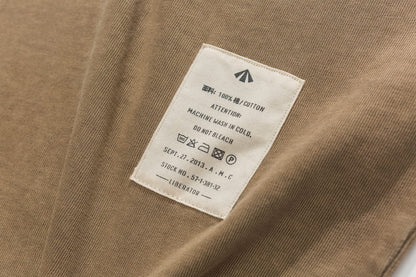 面料: 100% 棉/COTTON
ATTENTION:
MACHINE WASH IN COLD.
DO NOT BLEACH
SEPT.27.2013.A.M.C
STOCK NO. 57-1-381-32
LIBERATOR